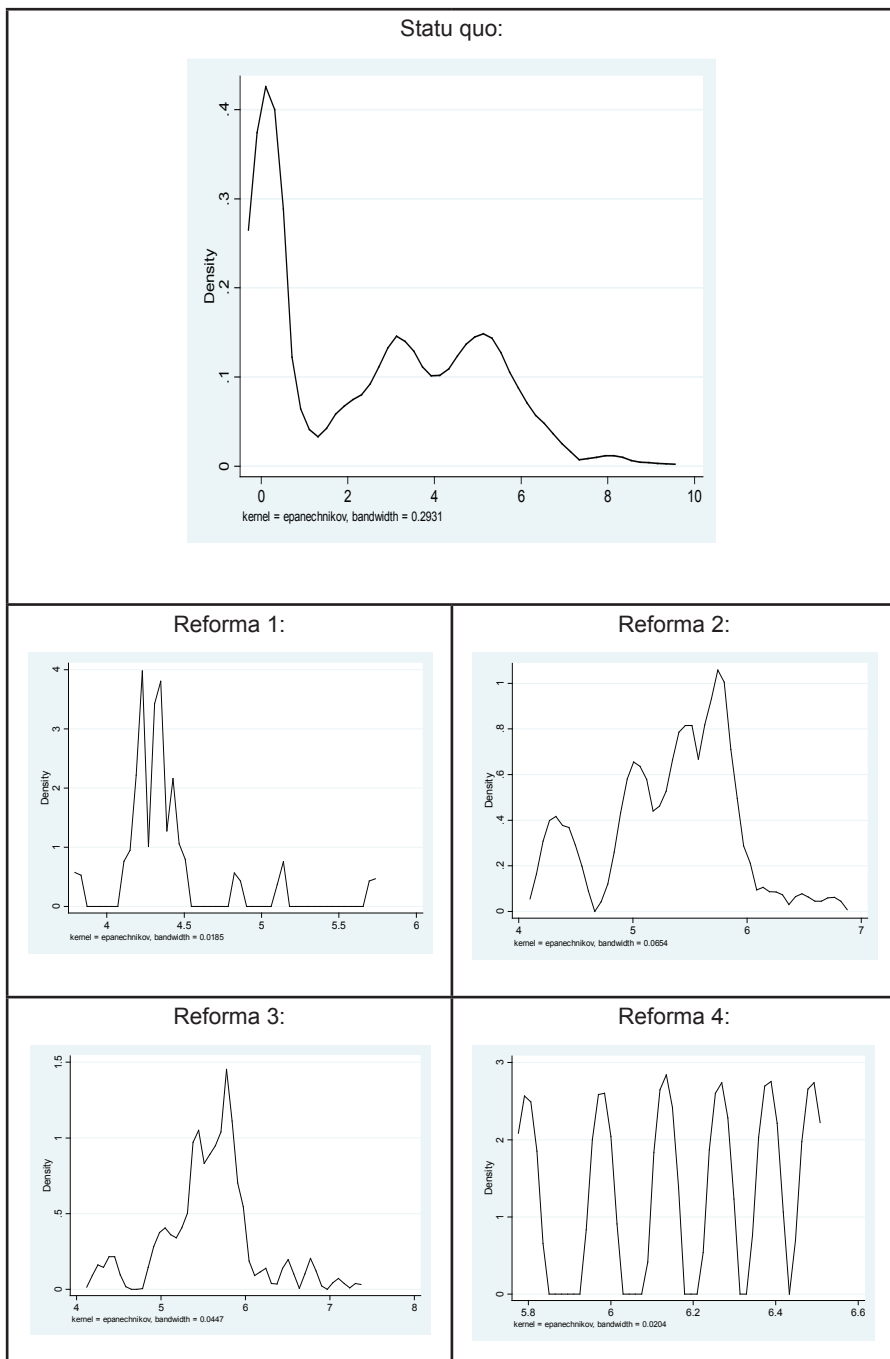 Statu quo:
Density
.4
.3
.2
.1
0
0 2 4 6 8 10
kernel = epanechnikov, bandwidth = 0.2931
Reforma 1:
Density
4
3
2
1
0
4 4.5 5 5.5 6
kernel = epanechnikov, bandwidth = 0.0185
Reforma 2:
Density
1
.8
.6
.4
.2
0
4 5 6 7
kernel = epanechnikov, bandwidth = 0.0654
Reforma 3:
Density
1.5
1
.5
0
4 5 6 7 8
kernel = epanechnikov, bandwidth = 0.0447
Reforma 4:
Density
3
2
1
0
5.8 6 6.2 6.4 6.6
kernel = epanechnikov, bandwidth = 0.0204